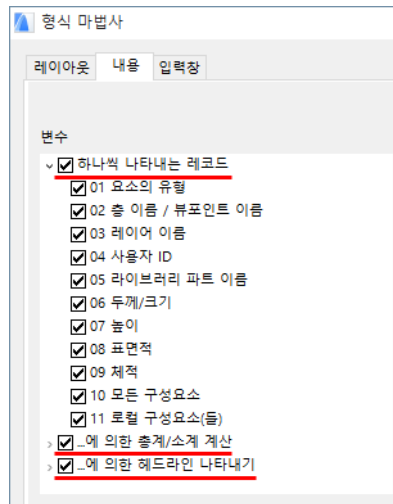 형식 마법사
레이아웃 내용 입력창
변수
하나씩 나타내는 레코드
01 요소의 유형
02 층 이름 / 뷰포인트 이름
03 레이어 이름
04 사용자 ID
05 라이브러리 파트 이름
06 두께/크기
07 높이
08 표면적
09 체적
10 모든 구성요소
11 로컬 구성요소(들)
...에 의한 총계/소계 계산
...에 의한 헤드라인 나타내기